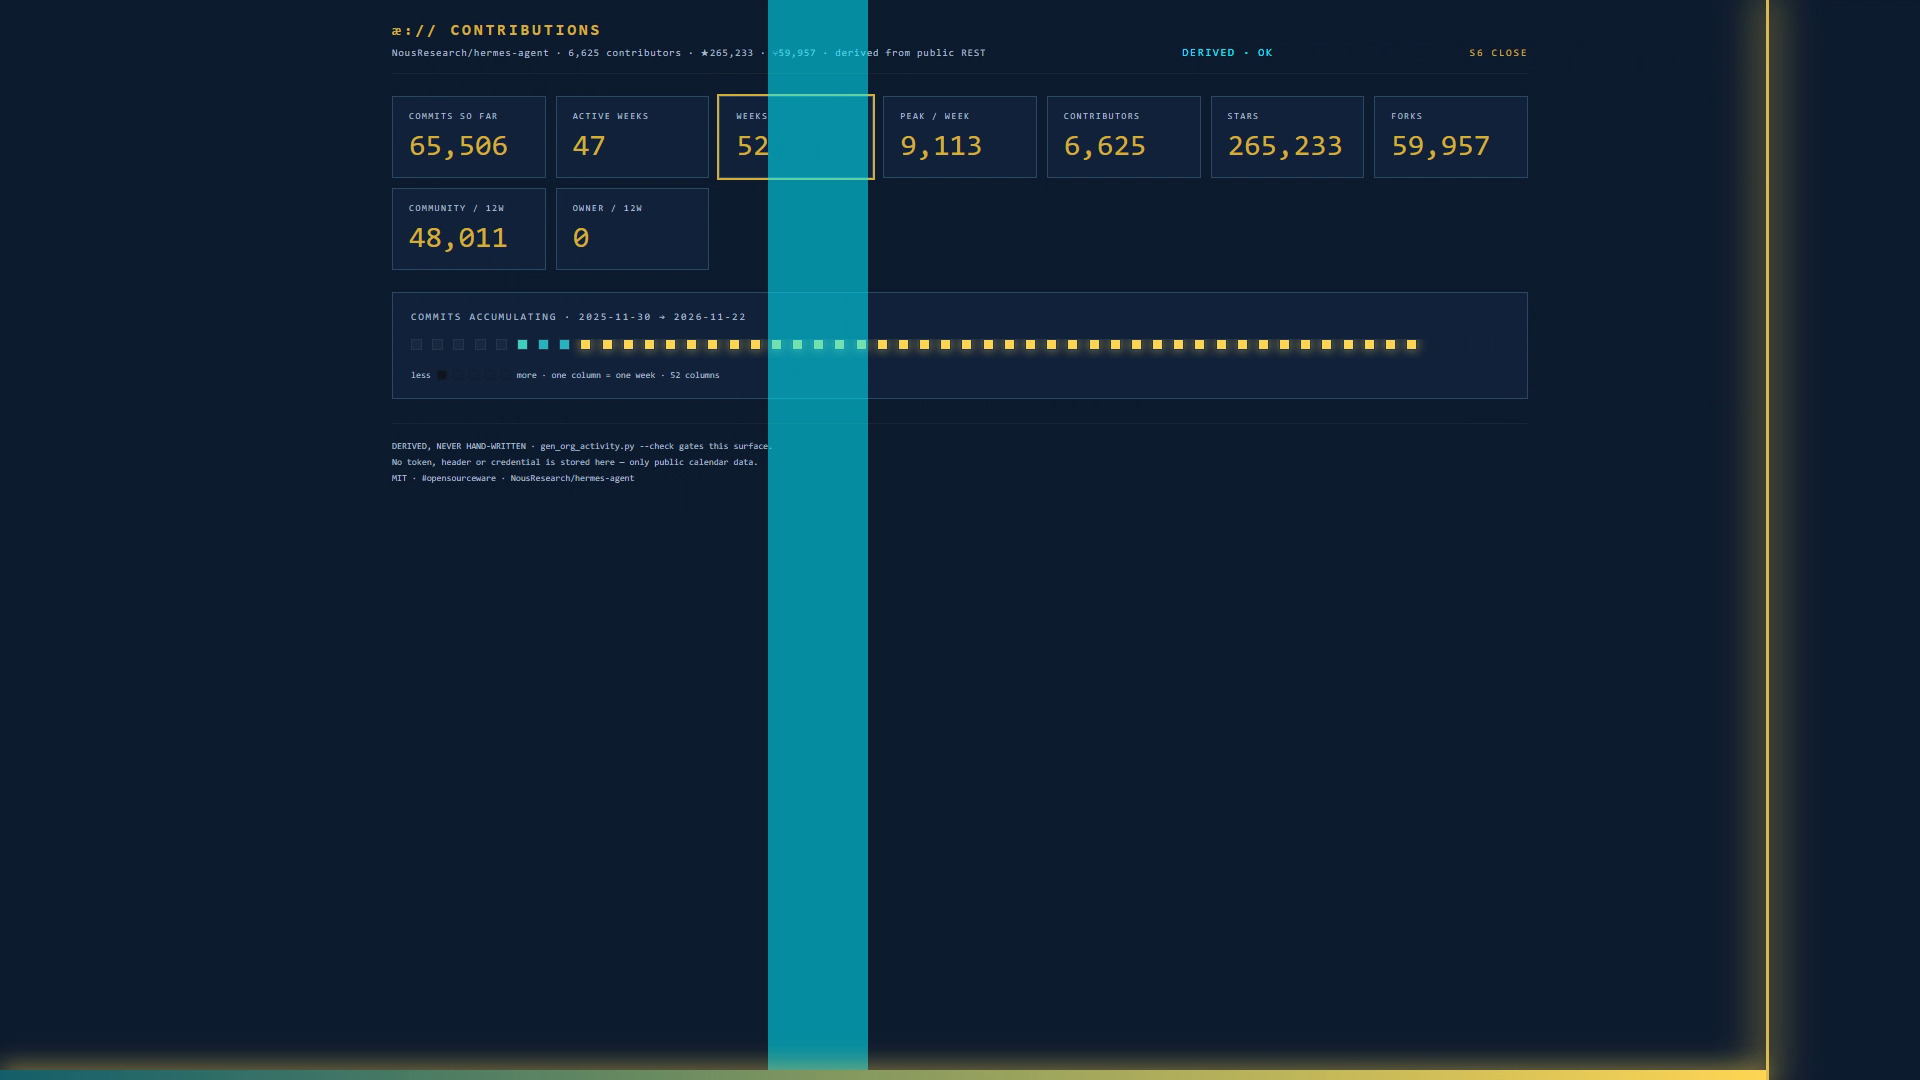 æ:// CONTRIBUTIONS
NousResearch/hermes-agent · 6,625 contributors · ★265,233 · 59,957 · derived from public REST
DERIVED · OK
S6 CLOSE
COMMITS SO FAR
65,506
ACTIVE WEEKS
47
WEEKS
52
PEAK / WEEK
9,113
CONTRIBUTORS
6,625
STARS
265,233
FORKS
59,957
COMMUNITY / 12W
48,011
OWNER / 12W
0
COMMITS ACCUMULATING · 2025-11-30 → 2026-11-22
less more · one column = one week · 52 columns
DERIVED, NEVER HAND-WRITTEN · gen_org_activity.py --check gates this surface.
No token, header or credential is stored here — only public calendar data.
MIT · #opensourceware · NousResearch/hermes-agent